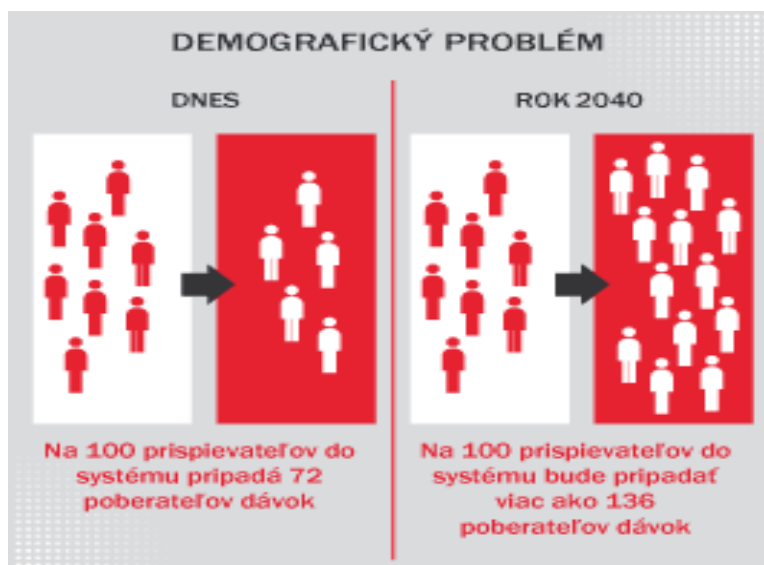 DEMOGRAFICKÝ PROBLÉM
DNES
Na 100 prispievateľov do
systému pripadá 72
poberateľov dávok
ROK 2040
Na 100 prispievateľov do
systému bude pripadať
viac ako 136
poberateľov dávok